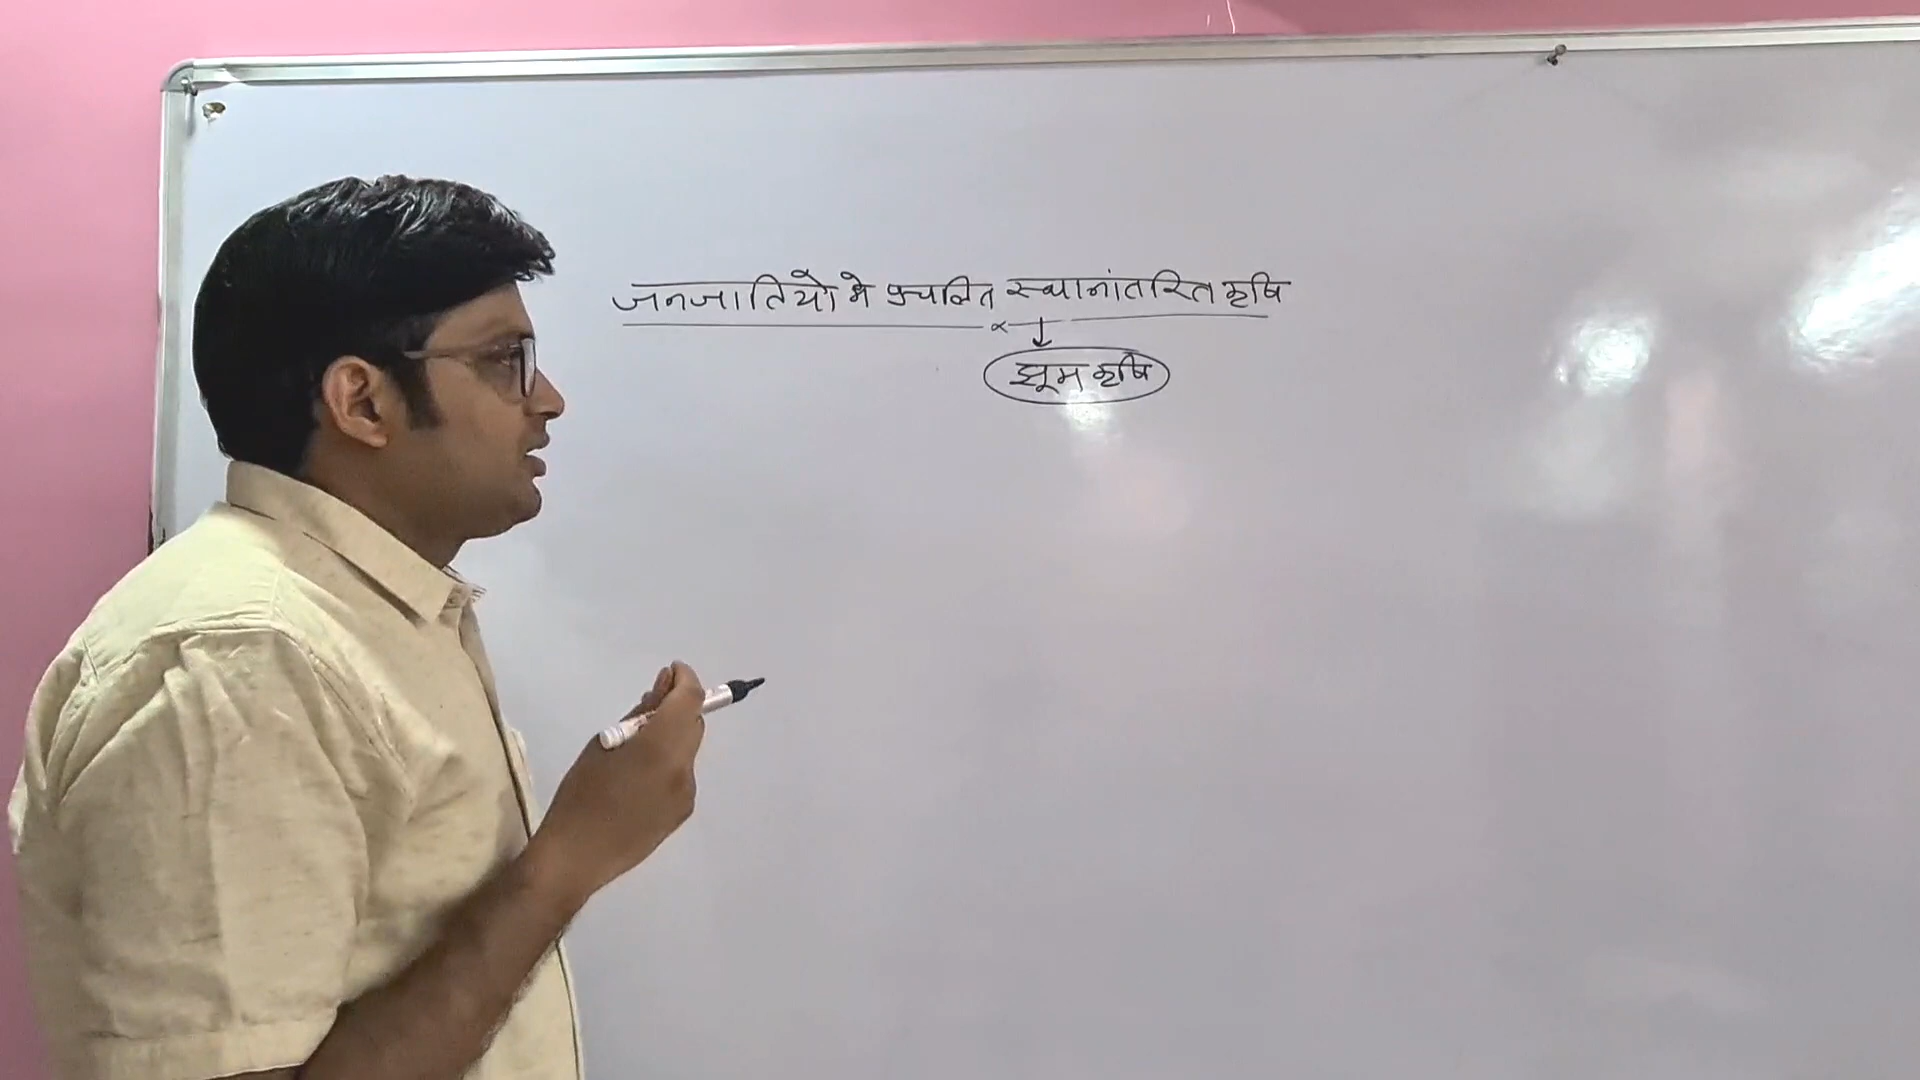 जनजातियों मे प्रचलित स्थानांतरित कृषि
झूम कृषि